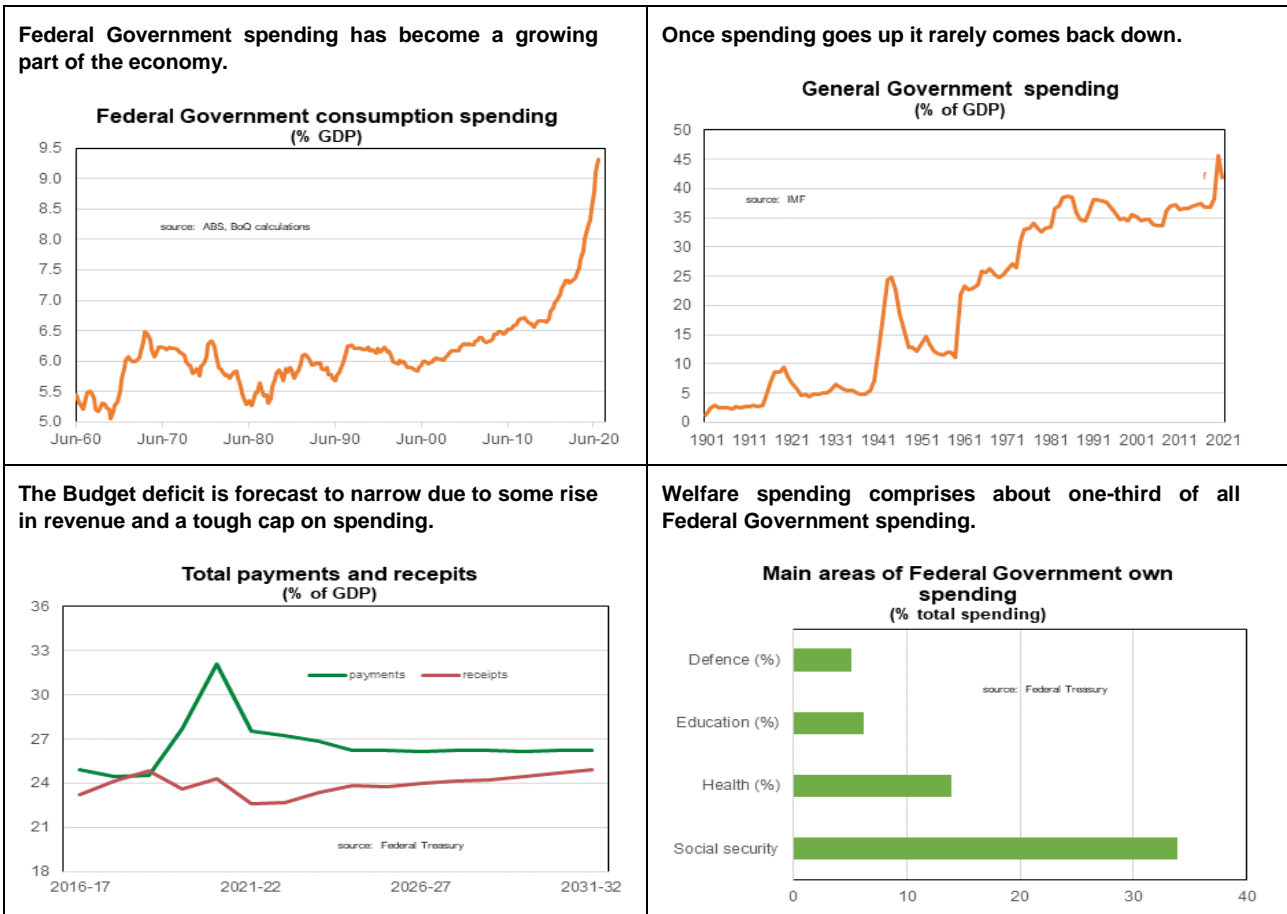 Federal Government spending has become a growing
part of the economy.
Federal Government consumption spending
(% GDP)
9.5
9.0
8.5
8.0
7.5
7.0
6.5
6.0
5.5
5.0
source: ABS, BoQ calculations
Jun-60 Jun-70 Jun-80 Jun-90 Jun-00 Jun-10 Jun-20
Once spending goes up it rarely comes back down.
General Government spending
(% of GDP)
50
45
40
35
30
25
20
15
10
5
0
source: IMF
f
1901 1911 1921 1931 1941 1951 1961 1971 1981 1991 2001 2011 2021
The Budget deficit is forecast to narrow due to some rise
in revenue and a tough cap on spending.
Total payments and recepits
(% of GDP)
36
33
30
27
24
21
18
payments receipts
source: Federal Treasury
2016-17 2021-22 2026-27 2031-32
Welfare spending comprises about one-third of all
Federal Government spending.
Main areas of Federal Government own
spending
(% total spending)
Defence (%)
source: Federal Treasury
Education (%)
Health (%)
Social security
0 10 20 30 40